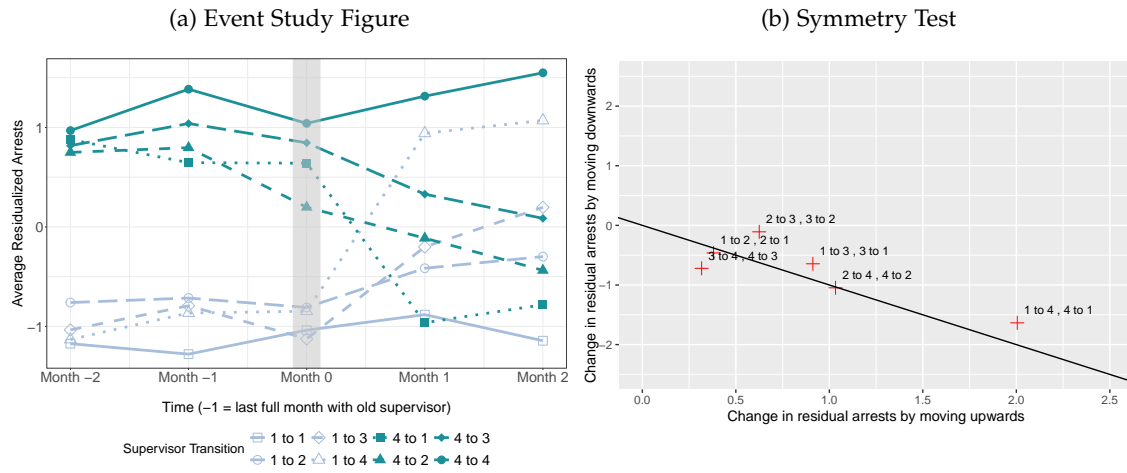 (a) Event Study Figure
(b) Symmetry Test
Average Residualized Arrests
1
0
−1
Month −2
Month −1
Month 0
Month 1
Month 2
Time (−1 = last full month with old supervisor)
Supervisor Transition
1 to 1
1 to 3
4 to 1
4 to 3
1 to 2
1 to 4
4 to 2
4 to 4
Change in residual arrests by moving downwards
2
1
0
−1
−2
2 to 3 , 3 to 2
1 to 2 , 2 to 1
3 to 4 , 4 to 3
1 to 3 , 3 to 1
2 to 4 , 4 to 2
1 to 4 , 4 to 1
0.0
0.5
1.0
1.5
2.0
2.5
Change in residual arrests by moving upwards